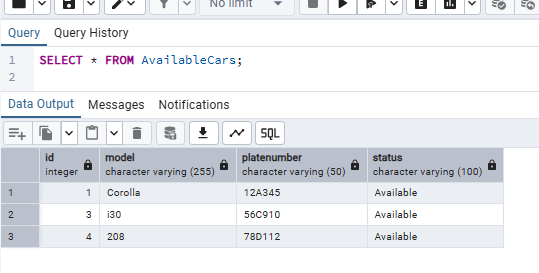 No limit
Query Query History
1 SELECT * FROM AvailableCars;
2
Data Output Messages Notifications
SQL
id model platenumber status
integer character varying (255) character varying (50) character varying (100)
1 1 Corolla 12A345 Available
2 3 i30 56C910 Available
3 4 208 78D112 Available